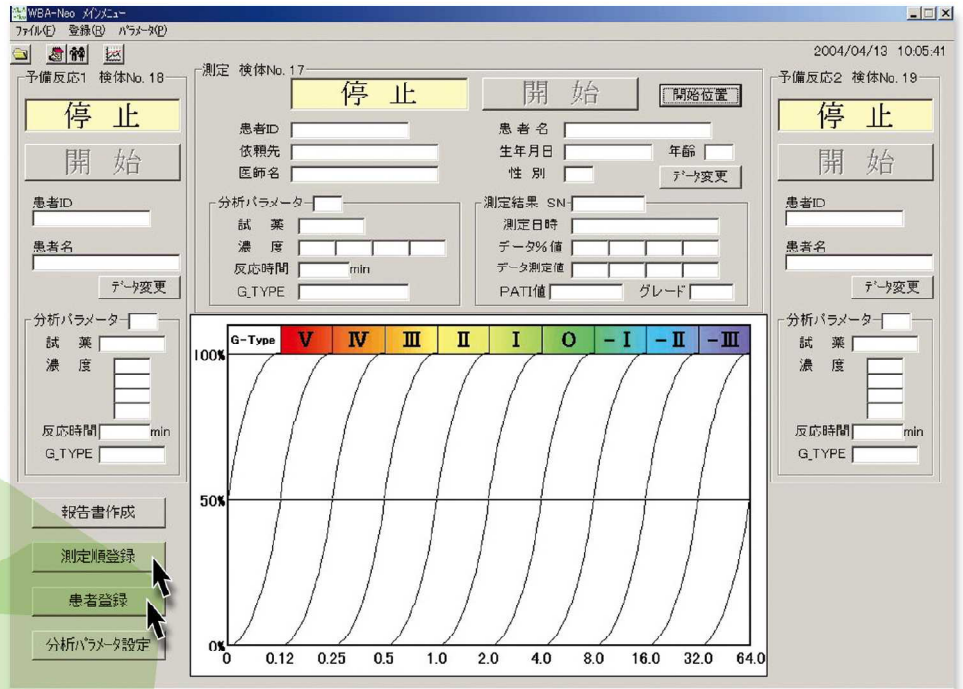 WBA-Neo ﾒｲﾝﾒﾆｭｰ
ﾌｧｲﾙ(F) 登録(R) ﾊﾟﾗﾒｰﾀ(P)
2004/04/13 10:05:41
予備反応1 検体No. 18
停 止
開 始
患者ID
患者名
ﾃﾞｰﾀ変更
分析パラメータ
試 薬
濃 度
反応時間 min
G_TYPE
測定 検体No. 17
停 止
開 始
開始位置
患者ID
患 者 名
依頼先
生年月日
年齢
医師名
性 別
ﾃﾞｰﾀ変更
分析パラメータ
試 薬
濃 度
反応時間 min
G_TYPE
測定結果 SN
測定日時
データ%値
データ測定値
PATI値
グレード
予備反応2 検体No. 19
停 止
開 始
患者ID
患者名
ﾃﾞｰﾀ変更
分析パラメータ
試 薬
濃 度
反応時間 min
G_TYPE
G-Type Ⅴ Ⅳ Ⅲ Ⅱ Ⅰ O -Ⅰ -Ⅱ -Ⅲ
100%
50%
0%
0 0.12 0.25 0.5 1.0 2.0 4.0 8.0 16.0 32.0 64.0
報告書作成
測定順登録
患者登録
分析ﾊﾟﾗﾒｰﾀ設定